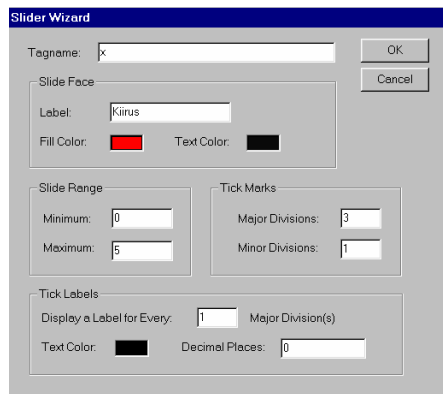 Slider Wizard
Tagname: x
OK
Cancel
Slide Face
Label: Kiirus
Fill Color: Text Color:
Slide Range
Minimum: 0
Maximum: 5
Tick Marks
Major Divisions: 3
Minor Divisions: 1
Tick Labels
Display a Label for Every: 1 Major Division(s)
Text Color: Decimal Places: 0